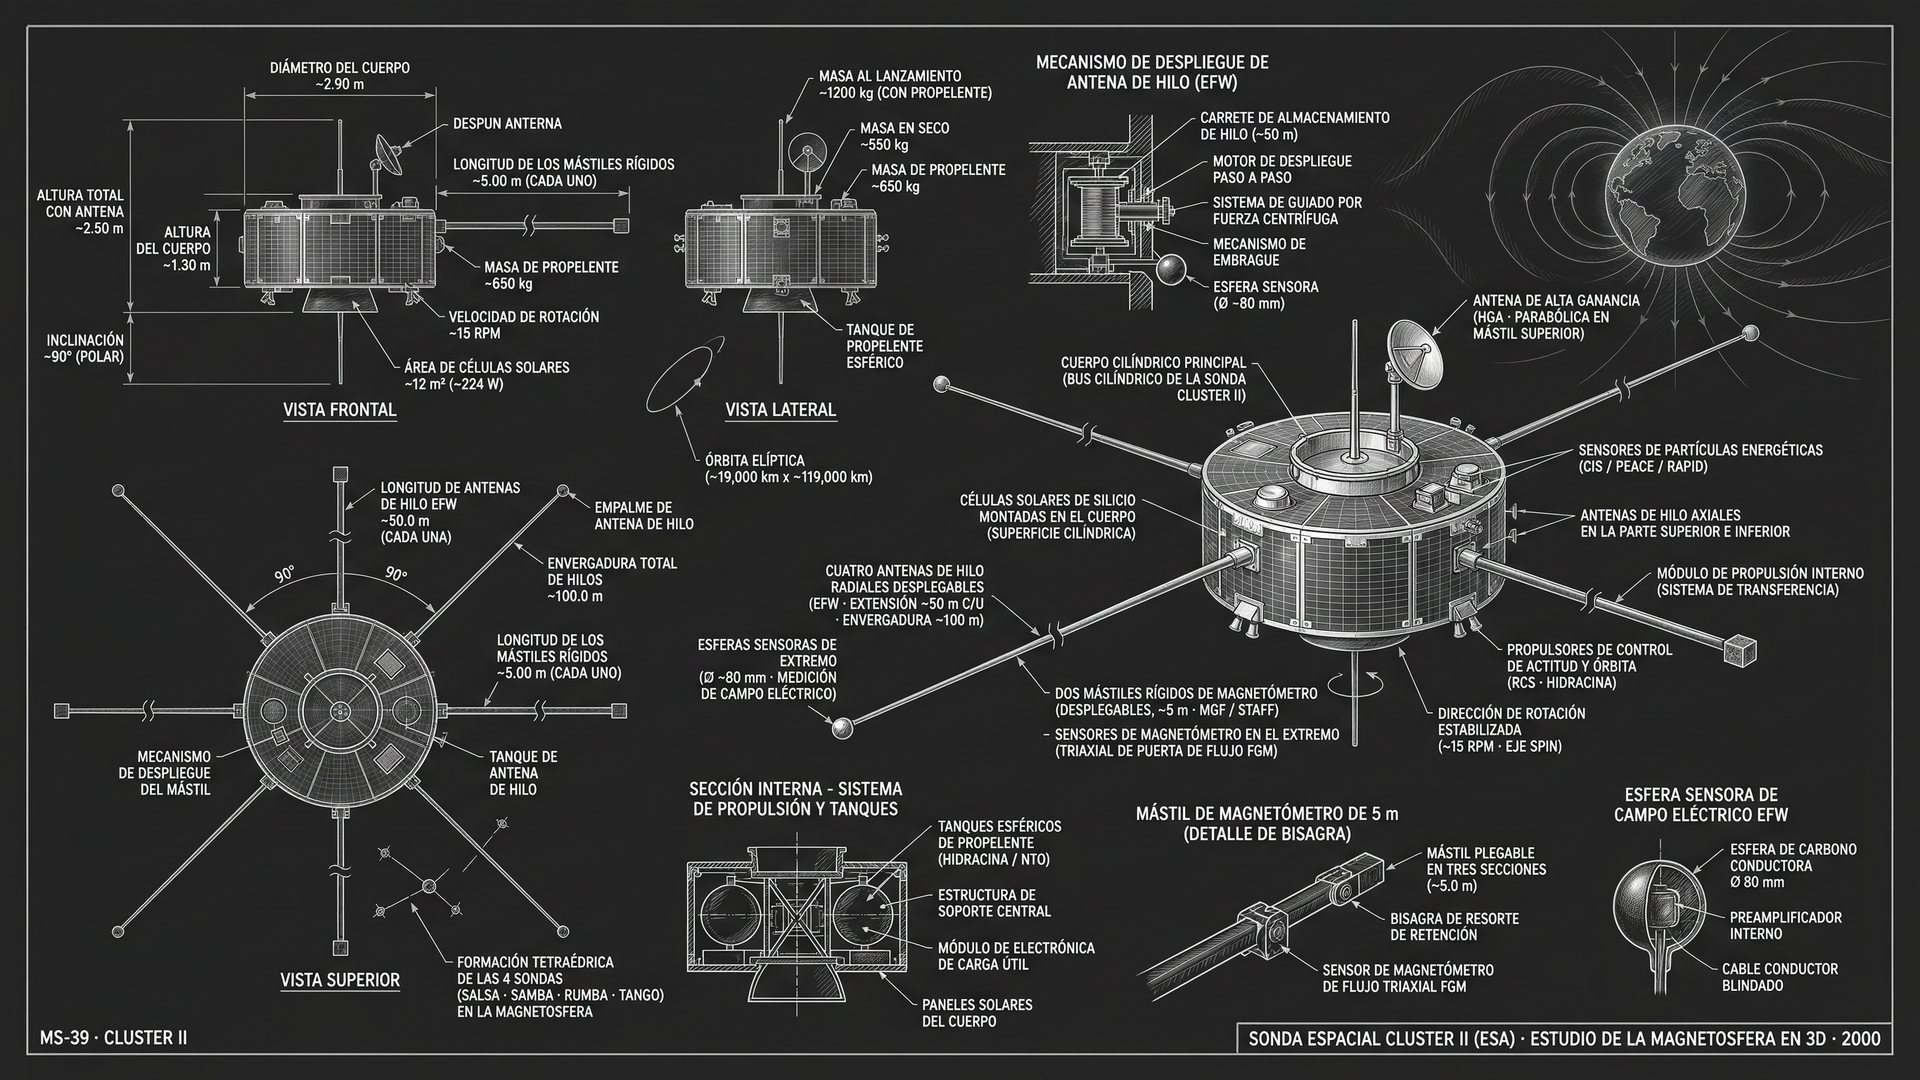 DIÁMETRO DEL CUERPO
~2.90 m
DESPUN ANTERNA
LONGITUD DE LOS MÁSTILES RÍGIDOS
~5.00 m (CADA UNO)
ALTURA TOTAL
CON ANTENA
~2.50 m
ALTURA
DEL CUERPO
~1.30 m
MASA DE PROPELENTE
~650 kg
VELOCIDAD DE ROTACIÓN
~15 RPM
INCLINACIÓN
~90° (POLAR)
ÁREA DE CÉLULAS SOLARES
~12 m² (~224 W)
VISTA FRONTAL
MASA AL LANZAMIENTO
~1200 kg (CON PROPELENTE)
MASA EN SECO
~550 kg
MASA DE PROPELENTE
~650 kg
TANQUE DE
PROPELENTE
ESFÉRICO
VISTA LATERAL
ÓRBITA ELÍPTICA
(~19,000 km x ~119,000 km)
MECANISMO DE DESPLIEGUE DE
ANTENA DE HILO (EFW)
CARRETE DE ALMACENAMIENTO
DE HILO (~50 m)
MOTOR DE DESPLIEGUE
PASO A PASO
SISTEMA DE GUIADO POR
FUERZA CENTRÍFUGA
MECANISMO DE
EMBRAGUE
ESFERA SENSORA
(Ø ~80 mm)
ANTENA DE ALTA GANANCIA
(HGA · PARABÓLICA EN
MÁSTIL SUPERIOR)
CUERPO CILÍNDRICO PRINCIPAL
(BUS CILÍNDRICO DE LA SONDA
CLUSTER II)
SENSORES DE PARTÍCULAS ENERGÉTICAS
(CIS / PEACE / RAPID)
CÉLULAS SOLARES DE SILICIO
MONTADAS EN EL CUERPO
(SUPERFICIE CILÍNDRICA)
ANTENAS DE HILO AXIALES
EN LA PARTE SUPERIOR E INFERIOR
CUATRO ANTENAS DE HILO
RADIALES DESPLEGABLES
(EFW · EXTENSIÓN ~50 m C/U
· ENVERGADURA ~100 m)
MÓDULO DE PROPULSIÓN INTERNO
(SISTEMA DE TRANSFERENCIA)
ESFERAS SENSORAS DE
EXTREMO
(Ø ~80 mm · MEDICIÓN
DE CAMPO ELÉCTRICO)
PROPULSORES DE CONTROL
DE ACTITUD Y ÓRBITA
(RCS · HIDRACINA)
DOS MÁSTILES RÍGIDOS DE MAGNETÓMETRO
(DESPLEGABLES, ~5 m · MGF / STAFF)
– SENSORES DE MAGNETÓMETRO EN EL EXTREMO
(TRIAXIAL DE PUERTA DE FLUJO FGM)
DIRECCIÓN DE ROTACIÓN
ESTABILIZADA
(~15 RPM · EJE SPIN)
LONGITUD DE ANTENAS
DE HILO EFW
~50.0 m
(CADA UNA)
EMPALME DE
ANTENA DE HILO
90°
90°
ENVERGADURA TOTAL
DE HILOS
~100.0 m
LONGITUD DE LOS
MÁSTILES RÍGIDOS
~5.00 m (CADA UNO)
MECANISMO
DE DESPLIEGUE
DEL MÁSTIL
TANQUE DE
ANTENA
DE HILO
VISTA SUPERIOR
FORMACIÓN TETRAÉDRICA
DE LAS 4 SONDAS
(SALSA · SAMBA · RUMBA · TANGO)
EN LA MAGNETOSFERA
SECCIÓN INTERNA - SISTEMA
DE PROPULSIÓN Y TANQUES
TANQUES ESFÉRICOS
DE PROPELENTE
(HIDRACINA / NTO)
ESTRUCTURA DE
SOPORTE CENTRAL
MÓDULO DE ELECTRÓNICA
DE CARGA ÚTIL
PANELES SOLARES
DEL CUERPO
MÁSTIL DE MAGNETÓMETRO DE 5 m
(DETALLE DE BISAGRA)
MÁSTIL PLEGABLE
EN TRES SECCIONES
(~5.0 m)
BISAGRA DE RESORTE
DE RETENCIÓN
SENSOR DE MAGNETÓMETRO
DE FLUJO TRIAXIAL FGM
ESFERA SENSORA DE
CAMPO ELÉCTRICO EFW
ESFERA DE CARBONO
CONDUCTORA
Ø 80 mm
PREAMPLIFICADOR
INTERNO
CABLE CONDUCTOR
BLINDADO
MS-39 · CLUSTER II
SONDA ESPACIAL CLUSTER II (ESA) · ESTUDIO DE LA MAGNETOSFERA EN 3D · 2000